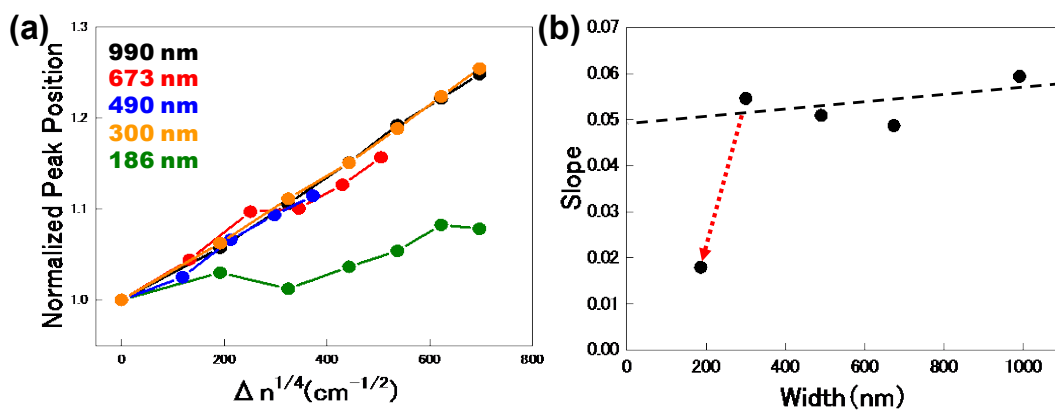 (a)
1.3
1.2
1.1
1.0
Normalized Peak Position
990 nm
673 nm
490 nm
300 nm
186 nm
0 200 400 600 800
Δ n^1/4(cm^-1/2)
(b)
0.07
0.06
0.05
0.04
0.03
0.02
0.01
0.00
Slope
0 200 400 600 800 1000
Width(nm)